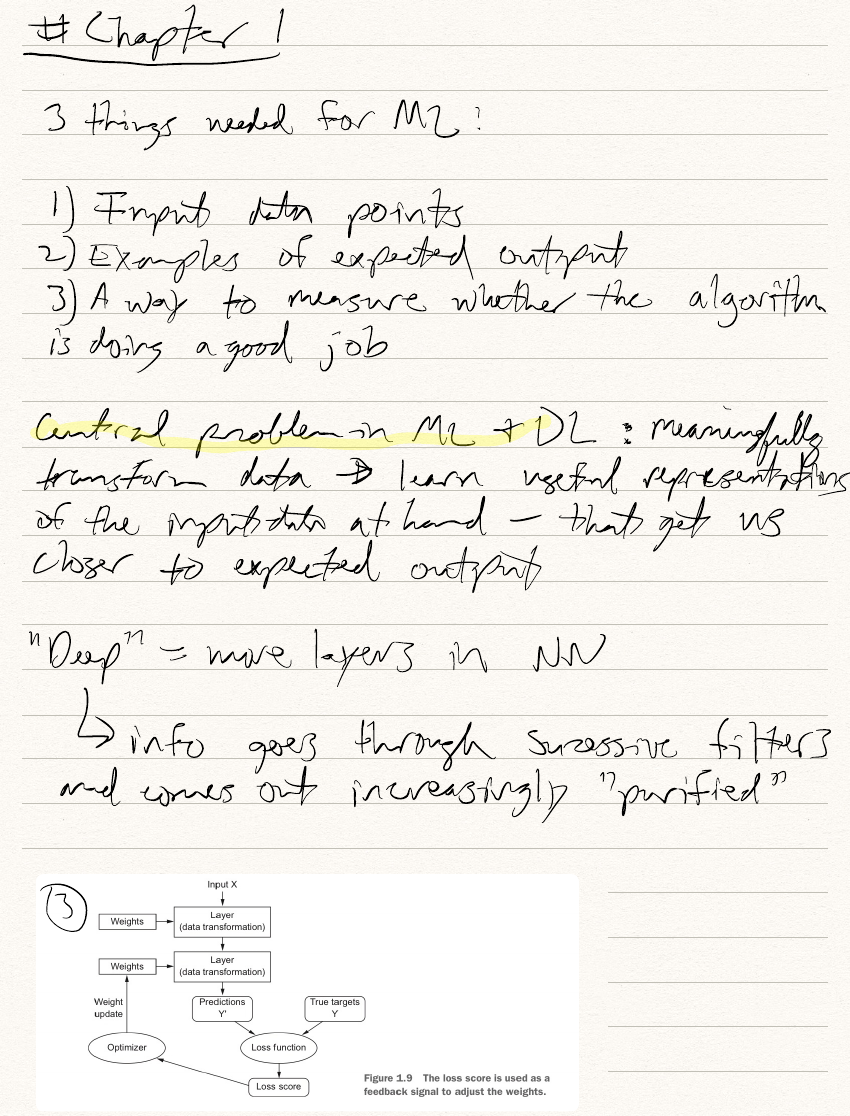 # Chapter 1
3 things needed for ML:
1) Input data points
2) Examples of expected output
3) A way to measure whether the algorithm
is doing a good job
Central problem in ML + DL : meaningfully
transform data → learn useful representations
of the input data at hand — that get us
closer to expected output
"Deep" = more layers in NN
↳ info goes through sucessive filters
and comes out increasingly "purified"
13
Input X
Weights
Layer
(data transformation)
Weights
Layer
(data transformation)
Weight
update
Predictions
Y'
True targets
Y
Optimizer
Loss function
Loss score
Figure 1.9 The loss score is used as a
feedback signal to adjust the weights.